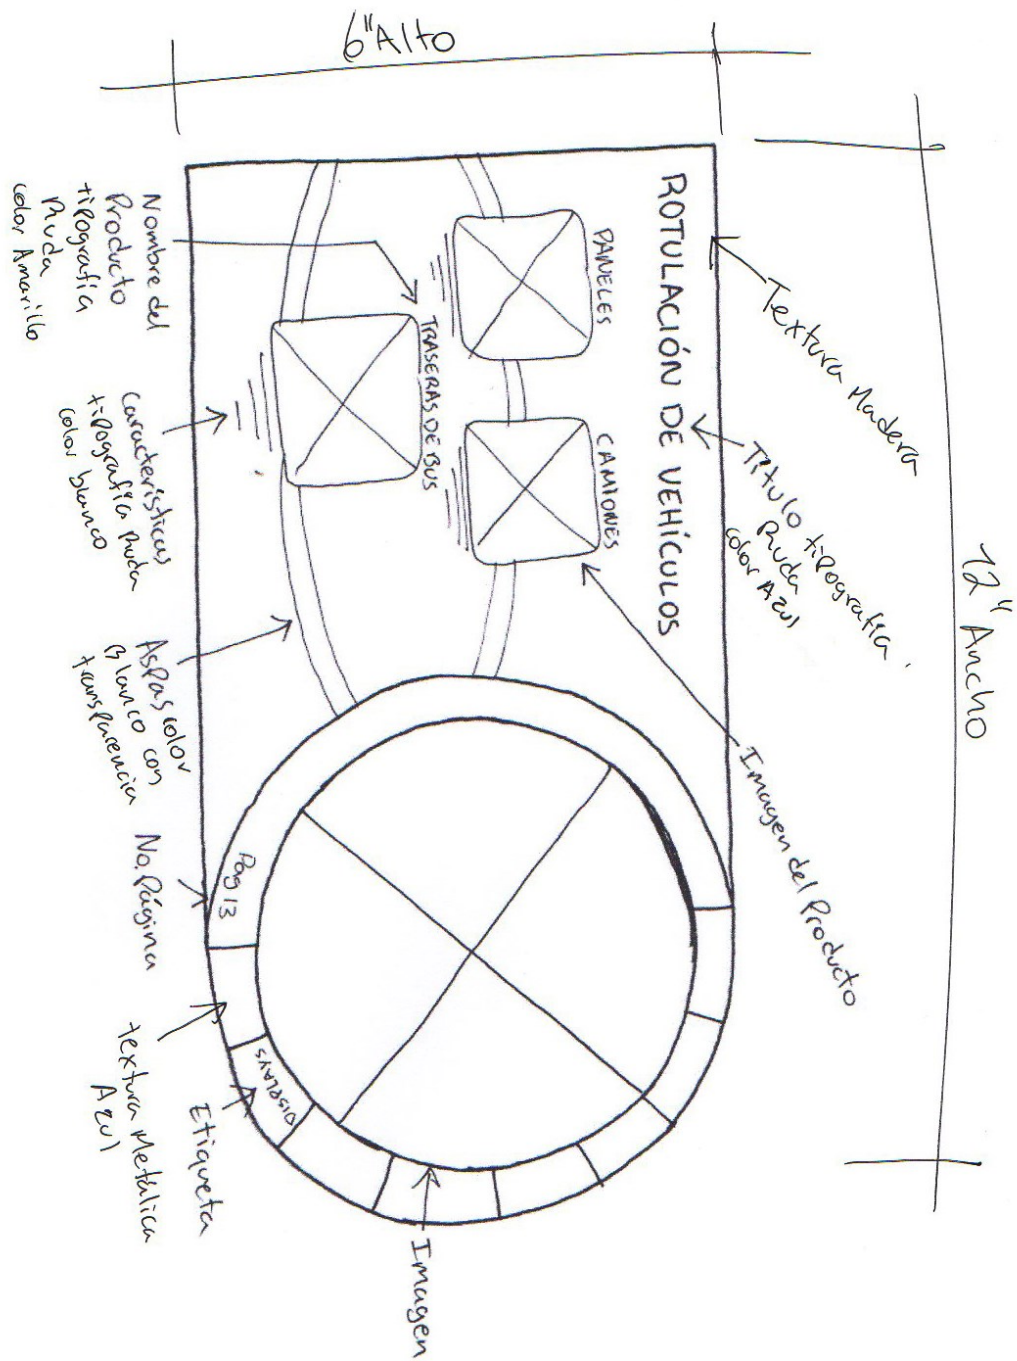 6" Alto
12" Ancho
Textura Madera
Titulo tipografía
Ruda
color Azul
Imagen del Producto
ROTULACIÓN DE VEHÍCULOS
PANELES
CAMIONES
TRASERAS DE BUS
Nombre del
Producto
tipografía
Ruda
color Amarillo
Características
tipografía Ruda
color blanco
Aspas color
Blanco con
transparencia
No. Página
Pag 13
textura Metálica
Azul
Etiqueta
DISPLAYS
Imagen